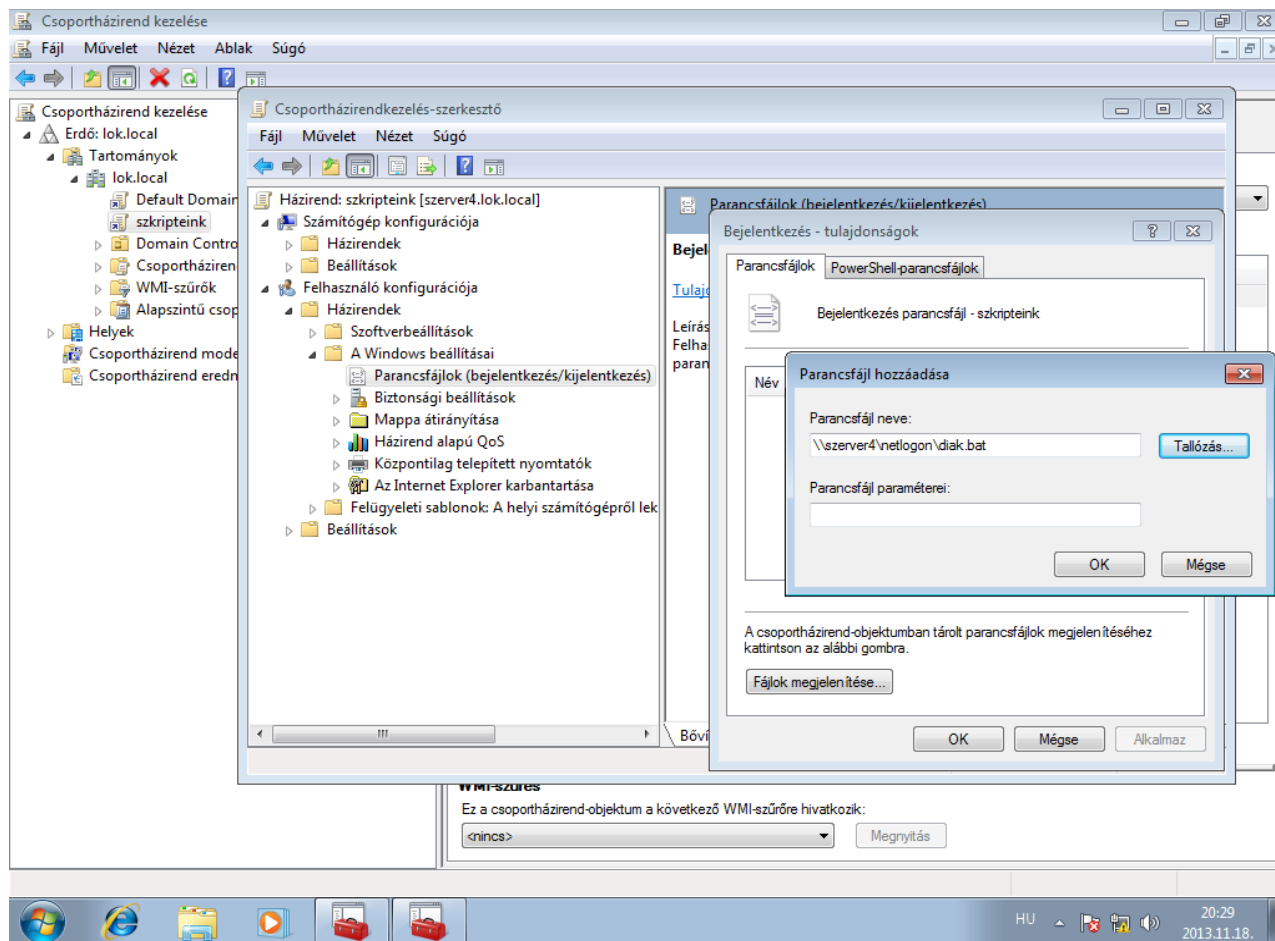 Csoportházirend kezelése
Fájl Művelet Nézet Ablak Súgó
Csoportházirend kezelése
Erdő: lok.local
Tartományok
lok.local
Default Domain
szkripteink
Domain Contro
Csoportháziren
WMI-szűrők
Alapszintű csop
Helyek
Csoportházirend mode
Csoportházirend eredn
Csoportházirendkezelés-szerkesztő
Fájl Művelet Nézet Súgó
Házirend: szkripteink [szerver4.lok.local]
Számítógép konfigurációja
Házirendek
Beállítások
Felhasználó konfigurációja
Házirendek
Szoftverbeállítások
A Windows beállításai
Parancsfájlok (bejelentkezés/kijelentkezés)
Biztonsági beállítások
Mappa átirányítása
Házirend alapú QoS
Központilag telepített nyomtatók
Az Internet Explorer karbantartása
Felügyeleti sablonok: A helyi számítógépről lek
Beállítások
Parancsfájlok (bejelentkezés/kijelentkezés)
Bejel
Tulajd
Leírás
Felhas
paran
Bőví
Bejelentkezés - tulajdonságok
Parancsfájlok PowerShell-parancsfájlok
Bejelentkezés parancsfájl - szkripteink
Név
Parancsfájl hozzáadása
Parancsfájl neve:
\\szerver4\netlogon\diak.bat
Tallózás...
Parancsfájl paraméterei:
OK Mégse
A csoportházirend-objektumban tárolt parancsfájlok megjelenítéséhez
kattintson az alábbi gombra.
Fájlok megjelenítése...
OK Mégse Alkalmaz
WMI-szűrés
Ez a csoportházirend-objektum a következő WMI-szűrőre hivatkozik:
<nincs> Megnyitás
HU
20:29
2013.11.18.